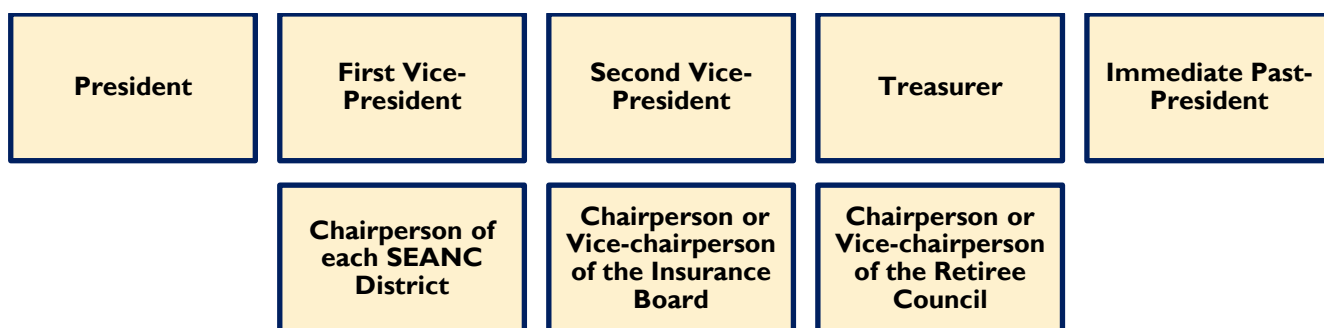 President
First Vice-
President
Second Vice-
President
Treasurer
Immediate Past-
President
Chairperson of
each SEANC
District
Chairperson or
Vice-chairperson
of the Insurance
Board
Chairperson or
Vice-chairperson
of the Retiree
Council